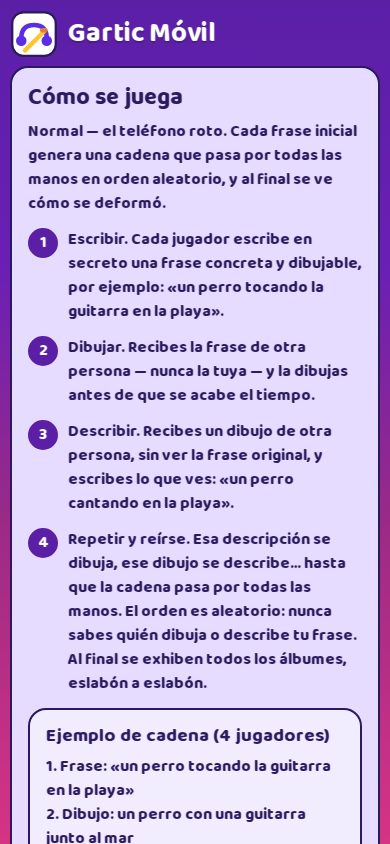 Gartic Móvil
Cómo se juega
Normal — el teléfono roto. Cada frase inicial
genera una cadena que pasa por todas las
manos en orden aleatorio, y al final se ve
cómo se deformó.
1 Escribir. Cada jugador escribe en
secreto una frase concreta y dibujable,
por ejemplo: «un perro tocando la
guitarra en la playa».
2 Dibujar. Recibes la frase de otra
persona — nunca la tuya — y la dibujas
antes de que se acabe el tiempo.
3 Describir. Recibes un dibujo de otra
persona, sin ver la frase original, y
escribes lo que ves: «un perro
cantando en la playa».
4 Repetir y reírse. Esa descripción se
dibuja, ese dibujo se describe... hasta
que la cadena pasa por todas las
manos. El orden es aleatorio: nunca
sabes quién dibuja o describe tu frase.
Al final se exhiben todos los álbumes,
eslabón a eslabón.
Ejemplo de cadena (4 jugadores)
1. Frase: «un perro tocando la guitarra
en la playa»
2. Dibujo: un perro con una guitarra
junto al mar